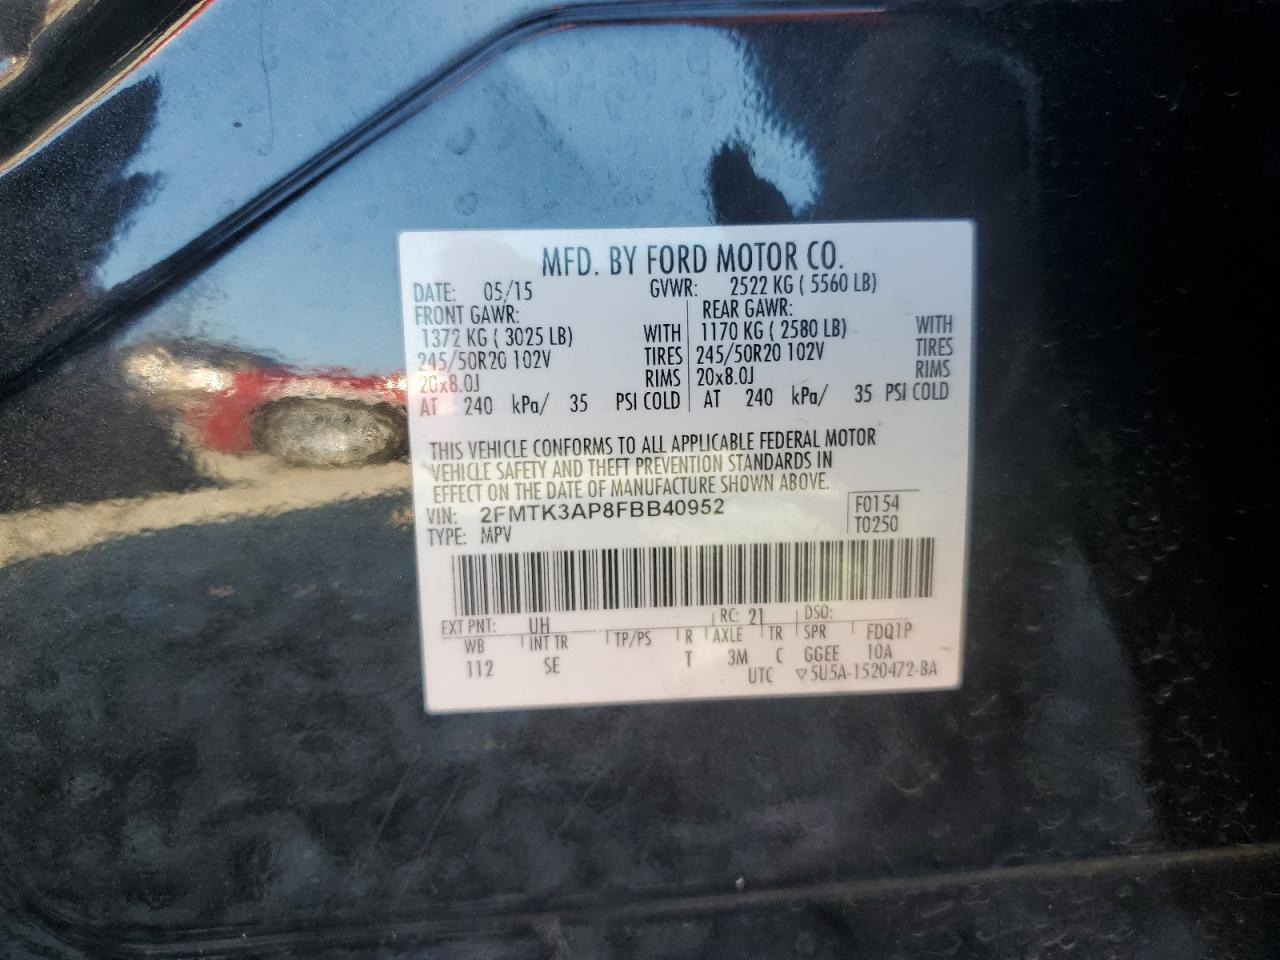 MFD. BY FORD MOTOR CO.
DATE: 05/15 GVWR: 2522 KG ( 5560 LB)
FRONT GAWR: REAR GAWR:
1372 KG ( 3025 LB) WITH 1170 KG ( 2580 LB) WITH
245/50R20 102V TIRES 245/50R20 102V TIRES
20x8.0J RIMS 20x8.0J RIMS
AT 240 kPa/ 35 PSI COLD AT 240 kPa/ 35 PSI COLD
THIS VEHICLE CONFORMS TO ALL APPLICABLE FEDERAL MOTOR
VEHICLE SAFETY AND THEFT PREVENTION STANDARDS IN
EFFECT ON THE DATE OF MANUFACTURE SHOWN ABOVE.
VIN: 2FMTK3AP8FBB40952 F0154
TYPE: MPV T0250
EXT PNT: UH RC: 21 DSO:
WB INT TR TP/PS R AXLE TR SPR FDQ1P
112 SE T 3M C GGEE 10A
UTC ▽5U5A-1520472-BA